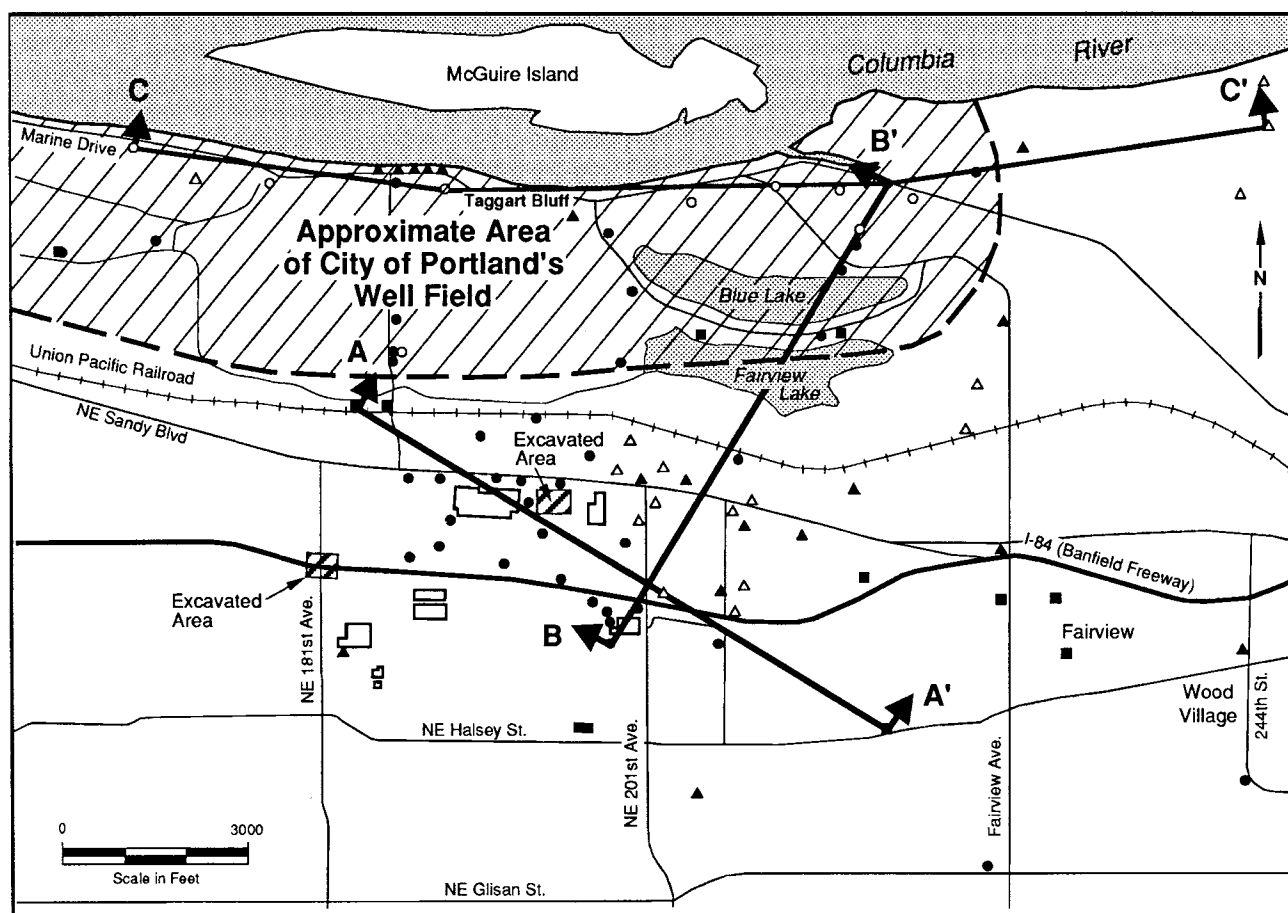 McGuire Island
Columbia
River
C
C'
Marine Drive
B'
Taggart Bluff
Approximate Area
of City of Portland's
Well Field
Blue Lake
N
A
Union Pacific Railroad
Fairview
Lake
NE Sandy Blvd
Excavated
Area
I-84 (Banfield Freeway)
Excavated
Area
B
Fairview
NE 181st Ave.
A'
Wood
Village
244th St.
NE Halsey St.
NE 201st Ave.
Fairview Ave.
0 3000
Scale in Feet
NE Glisan St.